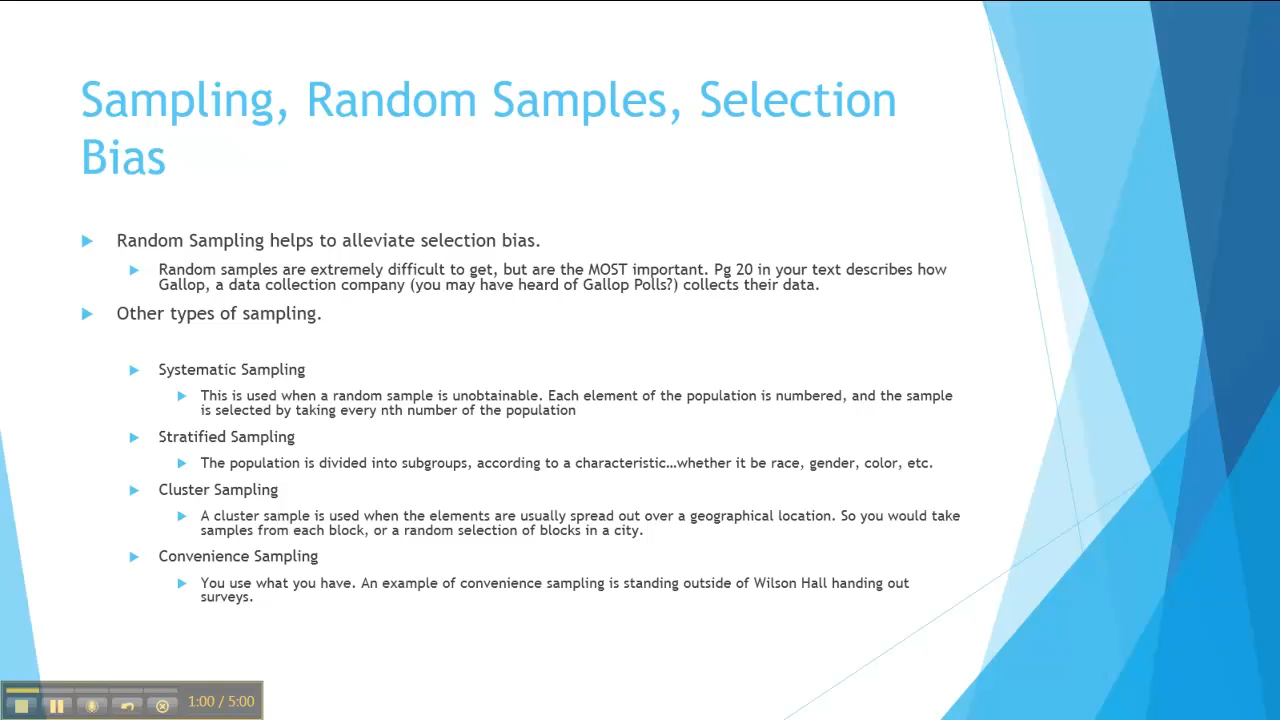 Sampling, Random Samples, Selection
Bias
Random Sampling helps to alleviate selection bias.
Random samples are extremely difficult to get, but are the MOST important. Pg 20 in your text describes how
Gallop, a data collection company (you may have heard of Gallop Polls?) collects their data.
Other types of sampling.
Systematic Sampling
This is used when a random sample is unobtainable. Each element of the population is numbered, and the sample
is selected by taking every nth number of the population
Stratified Sampling
The population is divided into subgroups, according to a characteristic…whether it be race, gender, color, etc.
Cluster Sampling
A cluster sample is used when the elements are usually spread out over a geographical location. So you would take
samples from each block, or a random selection of blocks in a city.
Convenience Sampling
You use what you have. An example of convenience sampling is standing outside of Wilson Hall handing out
surveys.
1:00 / 5:00